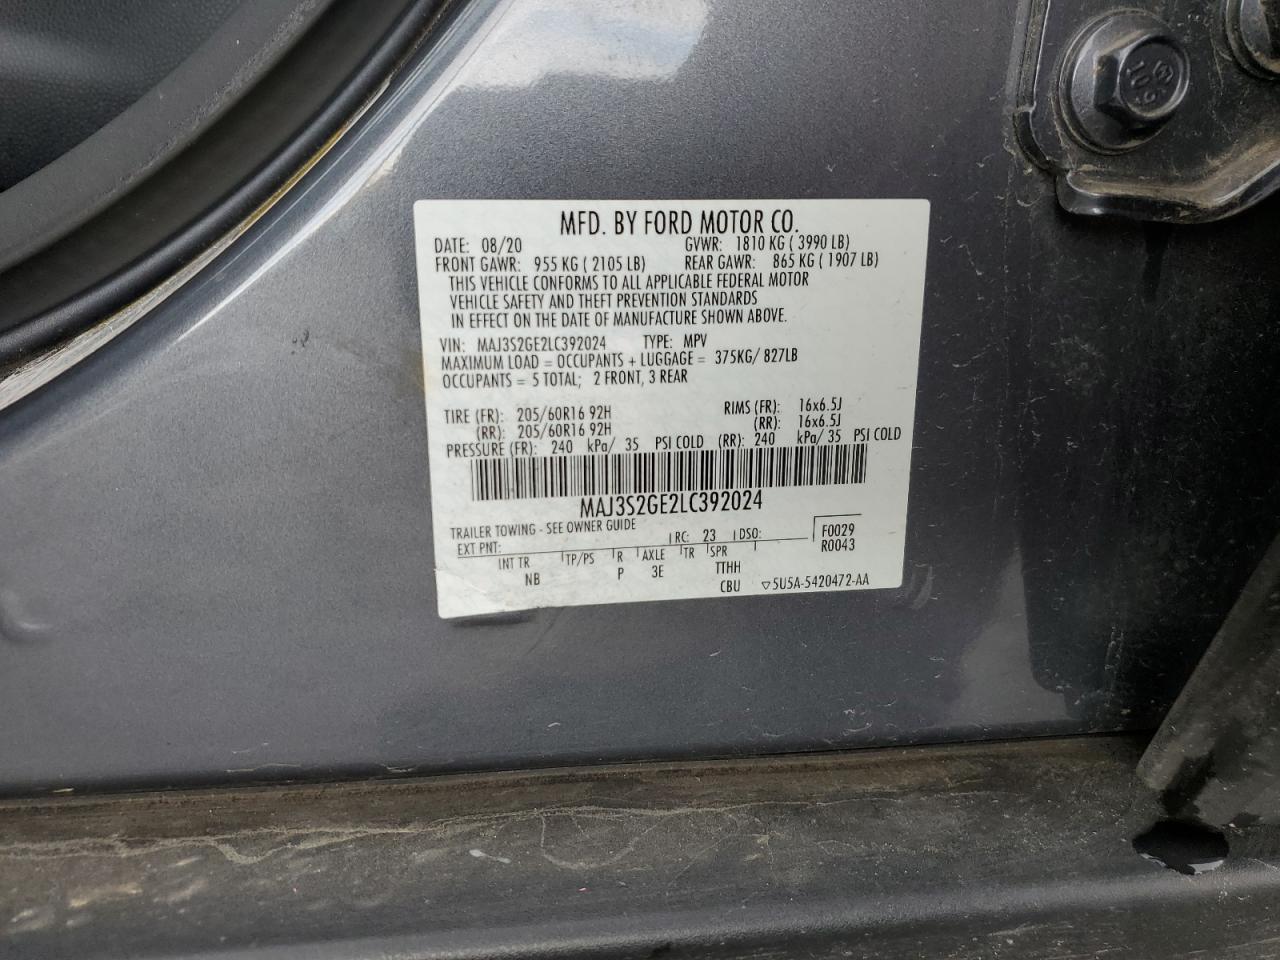 MFD. BY FORD MOTOR CO.
DATE: 08/20 GVWR: 1810 KG ( 3990 LB)
FRONT GAWR: 955 KG ( 2105 LB) REAR GAWR: 865 KG ( 1907 LB)
THIS VEHICLE CONFORMS TO ALL APPLICABLE FEDERAL MOTOR
VEHICLE SAFETY AND THEFT PREVENTION STANDARDS
IN EFFECT ON THE DATE OF MANUFACTURE SHOWN ABOVE.
VIN: MAJ3S2GE2LC392024 TYPE: MPV
MAXIMUM LOAD = OCCUPANTS + LUGGAGE = 375KG/ 827LB
OCCUPANTS = 5 TOTAL; 2 FRONT, 3 REAR
TIRE (FR): 205/60R16 92H RIMS (FR): 16x6.5J
(RR): 205/60R16 92H (RR): 16x6.5J
PRESSURE (FR): 240 kPa/ 35 PSI COLD (RR): 240 kPa/ 35 PSI COLD
MAJ3S2GE2LC392024
TRAILER TOWING - SEE OWNER GUIDE
EXT PNT: RC: 23 DSO: F0029
R0043
INT TR TP/PS R AXLE TR SPR
NB P 3E TTHH
CBU 5U5A-5420472-AA
10.9